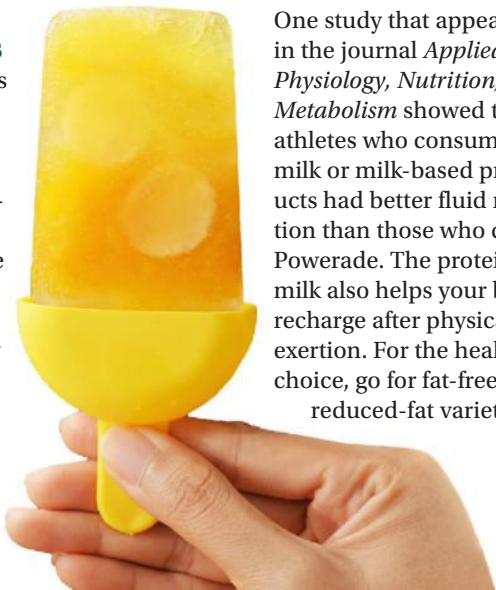 One study that appea
in the journal Applied
Physiology, Nutrition,
Metabolism showed t
athletes who consum
milk or milk-based pr
ucts had better fluid r
tion than those who d
Powerade. The protei
milk also helps your b
recharge after physica
exertion. For the heal
choice, go for fat-free
reduced-fat variet